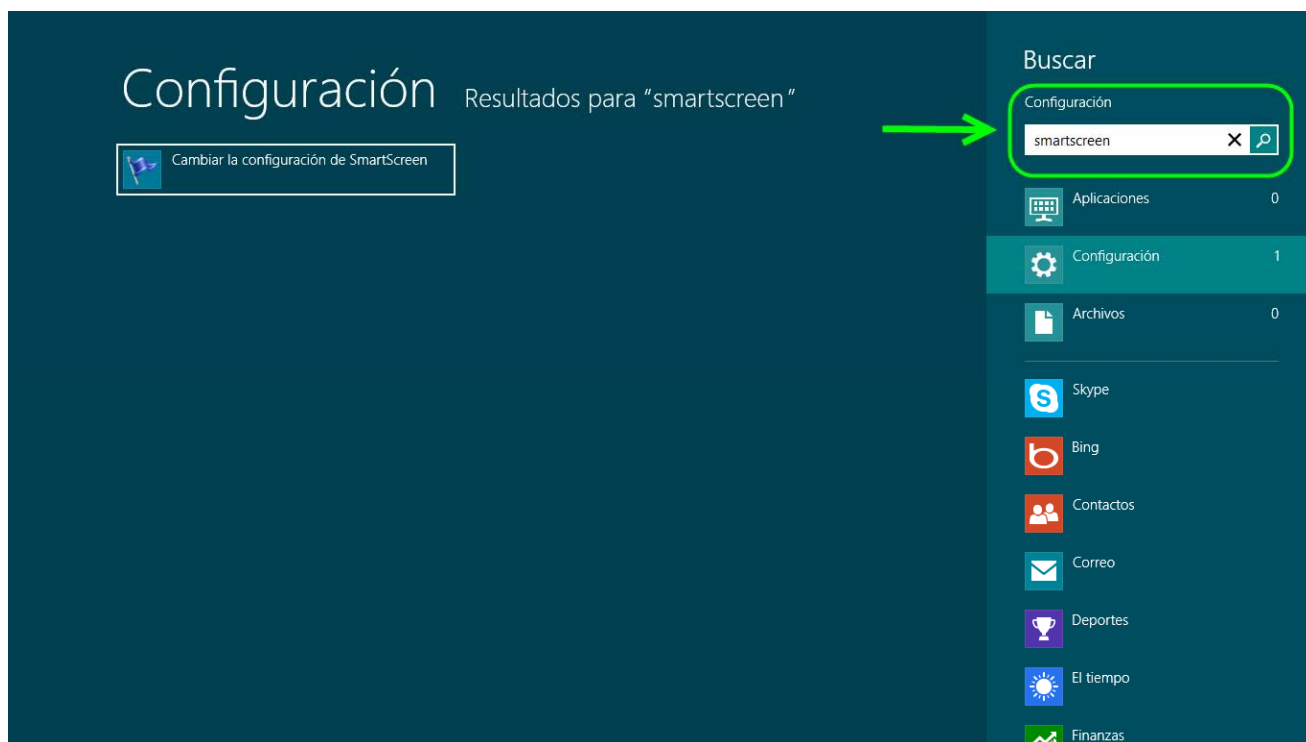 Configuración Resultados para "smartscreen"
Cambiar la configuración de SmartScreen
Buscar
Configuración
smartscreen
Aplicaciones 0
Configuración 1
Archivos 0
Skype
Bing
Contactos
Correo
Deportes
El tiempo
Finanzas